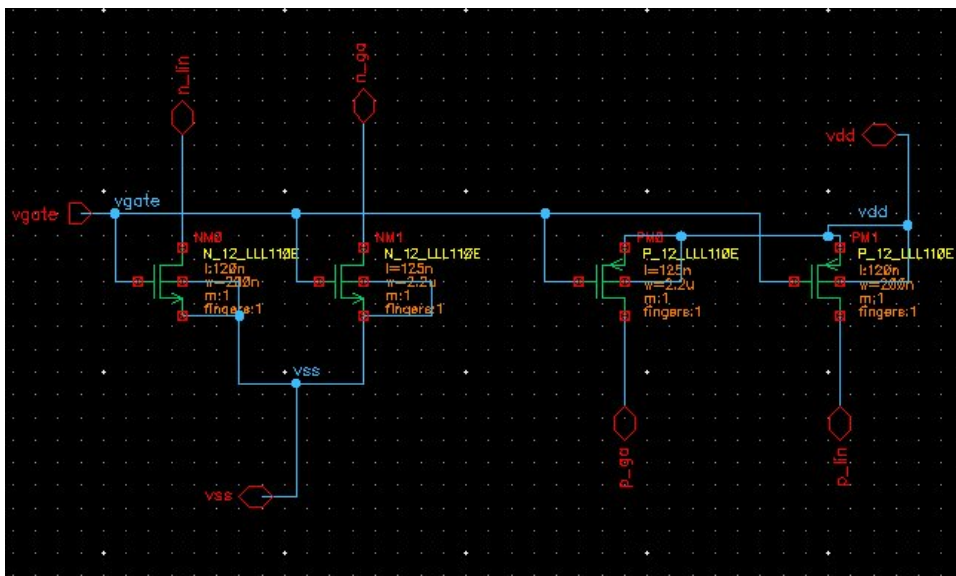 n_lin
n_ga
vdd
vgate
vgate
vdd
NM0
N_12_LLL110E
l:120n
w=200n
m:1
fingers:1
NM1
N_12_LLL110E
l=125n
w=2.2u
m:1
fingers:1
PM0
P_12_LLL110E
l=125n
w=2.2u
m:1
fingers:1
PM1
P_12_LLL110E
l:120n
w=200n
m:1
fingers:1
vss
vss
p_ga
p_lin